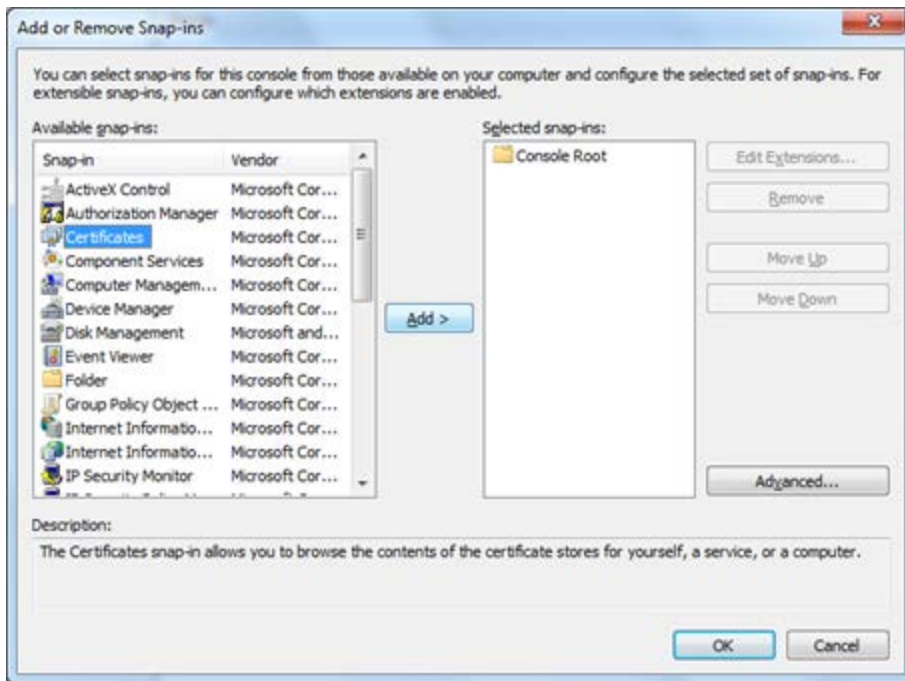 Add or Remove Snap-ins
You can select snap-ins for this console from those available on your computer and configure the selected set of snap-ins. For
extensible snap-ins, you can configure which extensions are enabled.
Available snap-ins:
Snap-in Vendor
ActiveX Control Microsoft Cor...
Authorization Manager Microsoft Cor...
Certificates Microsoft Cor...
Component Services Microsoft Cor...
Computer Managem... Microsoft Cor...
Device Manager Microsoft Cor...
Disk Management Microsoft and...
Event Viewer Microsoft Cor...
Folder Microsoft Cor...
Group Policy Object ... Microsoft Cor...
Internet Informatio... Microsoft Cor...
Internet Informatio... Microsoft Cor...
IP Security Monitor Microsoft Cor...
Add >
Selected snap-ins:
Console Root
Edit Extensions...
Remove
Move Up
Move Down
Advanced...
Description:
The Certificates snap-in allows you to browse the contents of the certificate stores for yourself, a service, or a computer.
OK Cancel